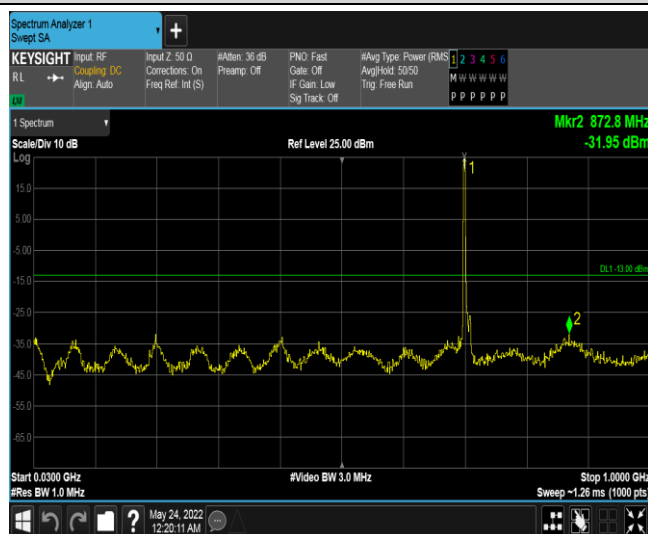 Spectrum Analyzer 1
Swept SA
+
KEYSIGHT
RL
LXI
Input: RF
Coupling: DC
Align: Auto
Input Z: 50 Ω
Corrections: On
Freq Ref: Int (S)
#Atten: 36 dB
Preamp: Off
PNO: Fast
Gate: Off
IF Gain: Low
Sig Track: Off
#Avg Type: Power (RMS
Avg|Hold: 50/50
Trig: Free Run
1 2 3 4 5 6
M W W W W W
P P P P P P
1 Spectrum
Mkr2 872.8 MHz
Scale/Div 10 dB
Ref Level 25.00 dBm
-31.95 dBm
Log
1
15.0
5.00
-5.00
DL1 -13.00 dBm
-15.0
-25.0
2
-35.0
-45.0
-55.0
-65.0
Start 0.0300 GHz
#Video BW 3.0 MHz
Stop 1.0000 GHz
#Res BW 1.0 MHz
Sweep ~1.26 ms (1000 pts)
?
May 24, 2022
12:20:11 AM